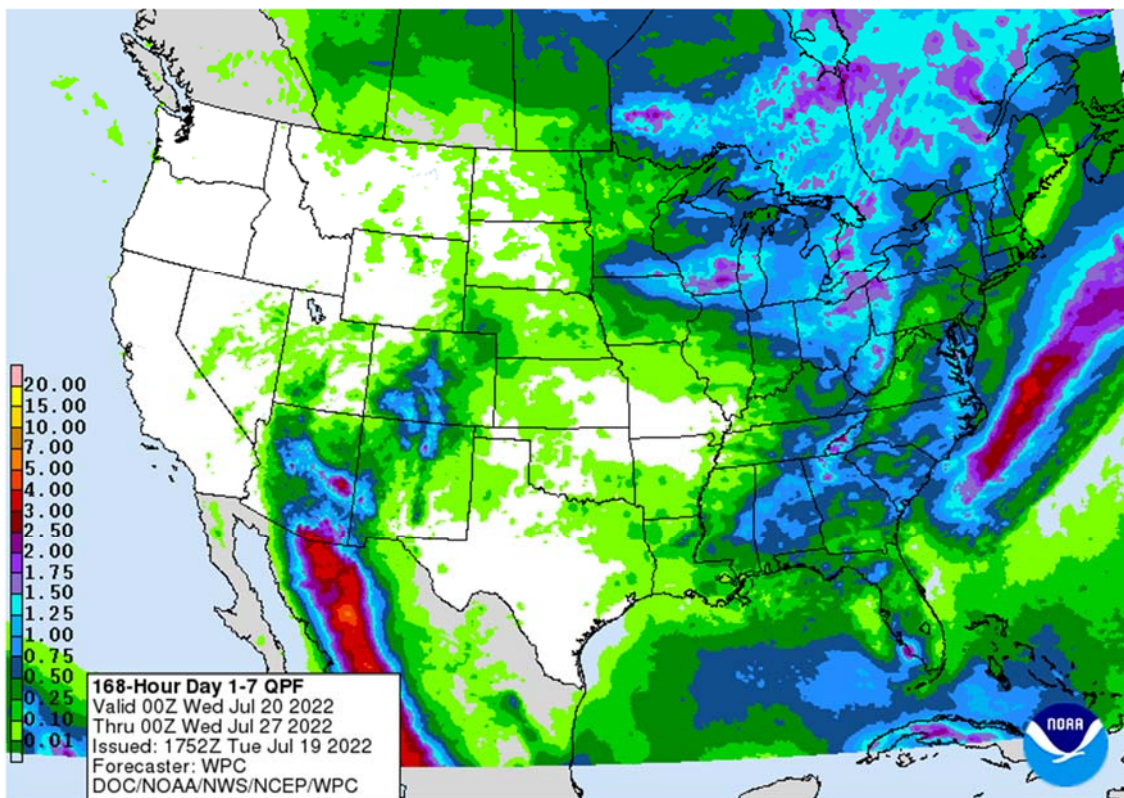 20.00
15.00
10.00
7.00
5.00
4.00
3.00
2.50
2.00
1.75
1.50
1.25
1.00
0.75
0.50
0.25
0.10
0.01
168-Hour Day 1-7 QPF
Valid 00Z Wed Jul 20 2022
Thru 00Z Wed Jul 27 2022
Issued: 1752Z Tue Jul 19 2022
Forecaster: WPC
DOC/NOAA/NWS/NCEP/WPC
NOAA